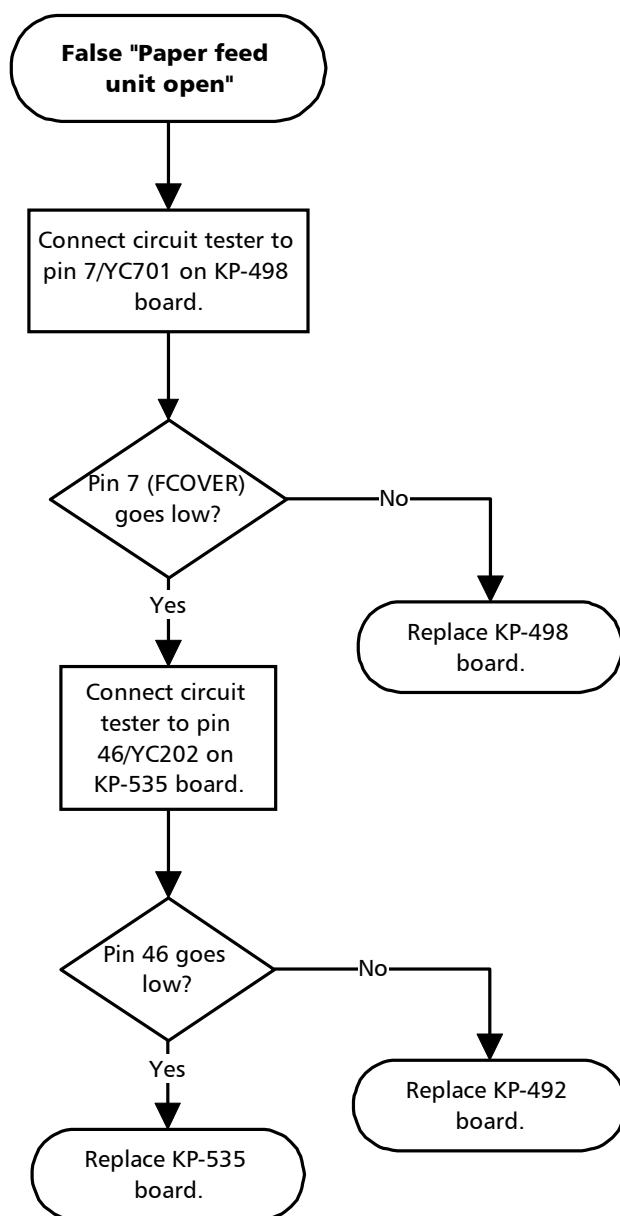 False "Paper feed
unit open"
Connect circuit tester to
pin 7/YC701 on KP-498
board.
Pin 7 (FCOVER)
goes low?
No
Yes
Replace KP-498
board.
Connect circuit
tester to pin
46/YC202 on
KP-535 board.
Pin 46 goes
low?
No
Yes
Replace KP-492
board.
Replace KP-535
board.